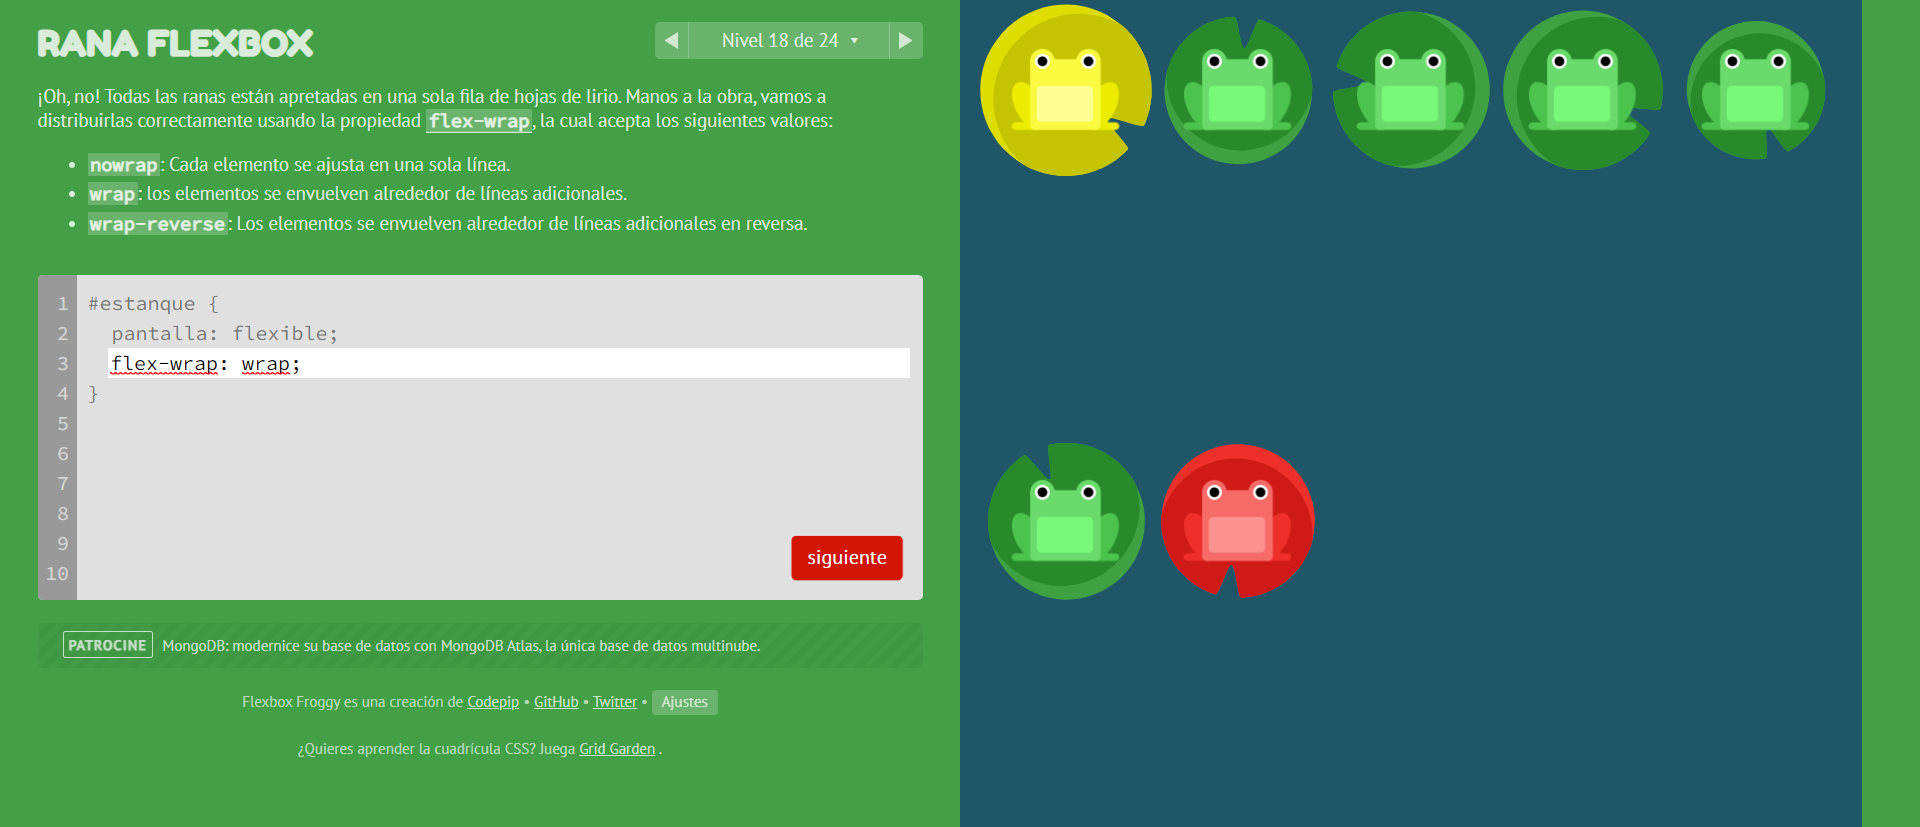 RANA FLEXBOX
Nivel 18 de 24
¡Oh, no! Todas las ranas están apretadas en una sola fila de hojas de lirio. Manos a la obra, vamos a
distribuirlas correctamente usando la propiedad flex-wrap, la cual acepta los siguientes valores:
• nowrap: Cada elemento se ajusta en una sola línea.
• wrap: los elementos se envuelven alrededor de líneas adicionales.
• wrap-reverse: Los elementos se envuelven alrededor de líneas adicionales en reversa.
1 #estanque {
2 pantalla: flexible;
3 flex-wrap: wrap;
4 }
5
6
7
8
9
10
siguiente
PATROCINE MongoDB: modernice su base de datos con MongoDB Atlas, la única base de datos multinube.
Flexbox Froggy es una creación de Codepip • GitHub • Twitter • Ajustes
¿Quieres aprender la cuadrícula CSS? Juega Grid Garden .